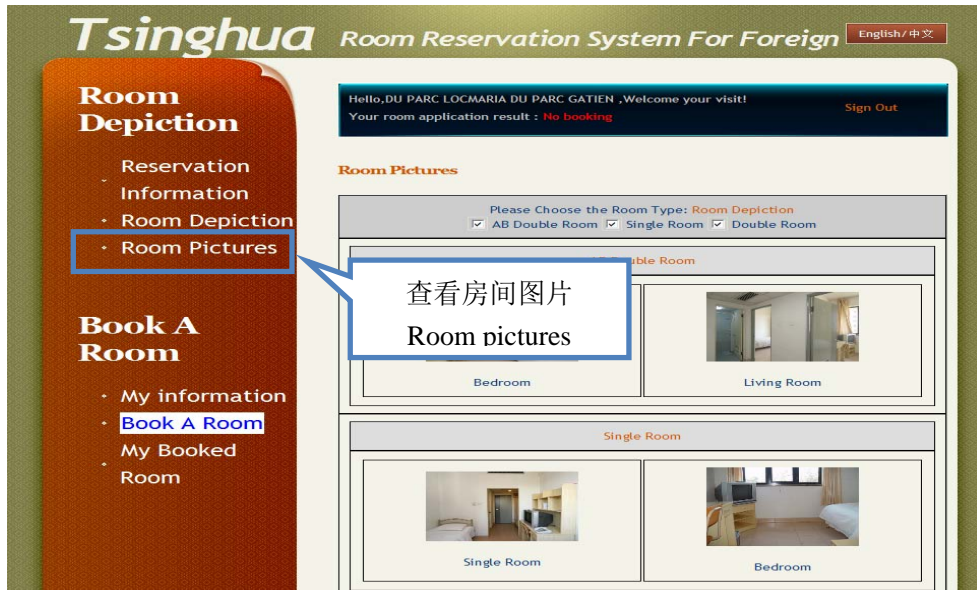 Tsinghua Room Reservation System For Foreign
English/中文
Room
Depiction
Reservation
Information
Room Depiction
Room Pictures
Book A
Room
My information
Book A Room
My Booked
Room
Hello,DU PARC LOCMARIA DU PARC GATIEN ,Welcome your visit!
Sign Out
Your room application result : No booking
Room Pictures
Please Choose the Room Type: Room Depiction
AB Double Room Single Room Double Room
Room
查看房间图片
Room pictures
Bedroom
Living Room
Single Room
Single Room
Bedroom